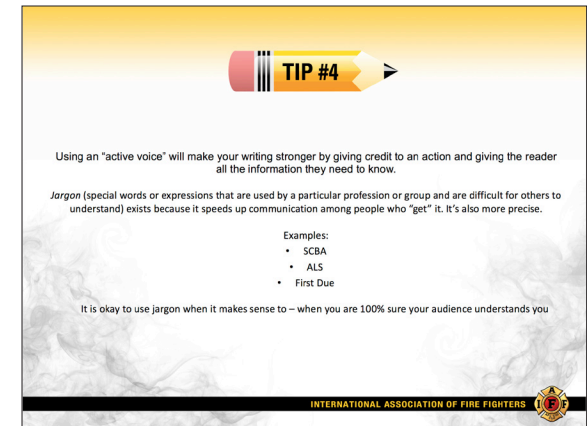 TIP #4
Using an “active voice” will make your writing stronger by giving credit to an action and giving the reader
all the information they need to know.
Jargon (special words or expressions that are used by a particular profession or group and are difficult for others to
understand) exists because it speeds up communication among people who “get” it. It’s also more precise.
Examples:
• SCBA
• ALS
• First Due
It is okay to use jargon when it makes sense to – when you are 100% sure your audience understands you
INTERNATIONAL ASSOCIATION OF FIRE FIGHTERS
A
I F F